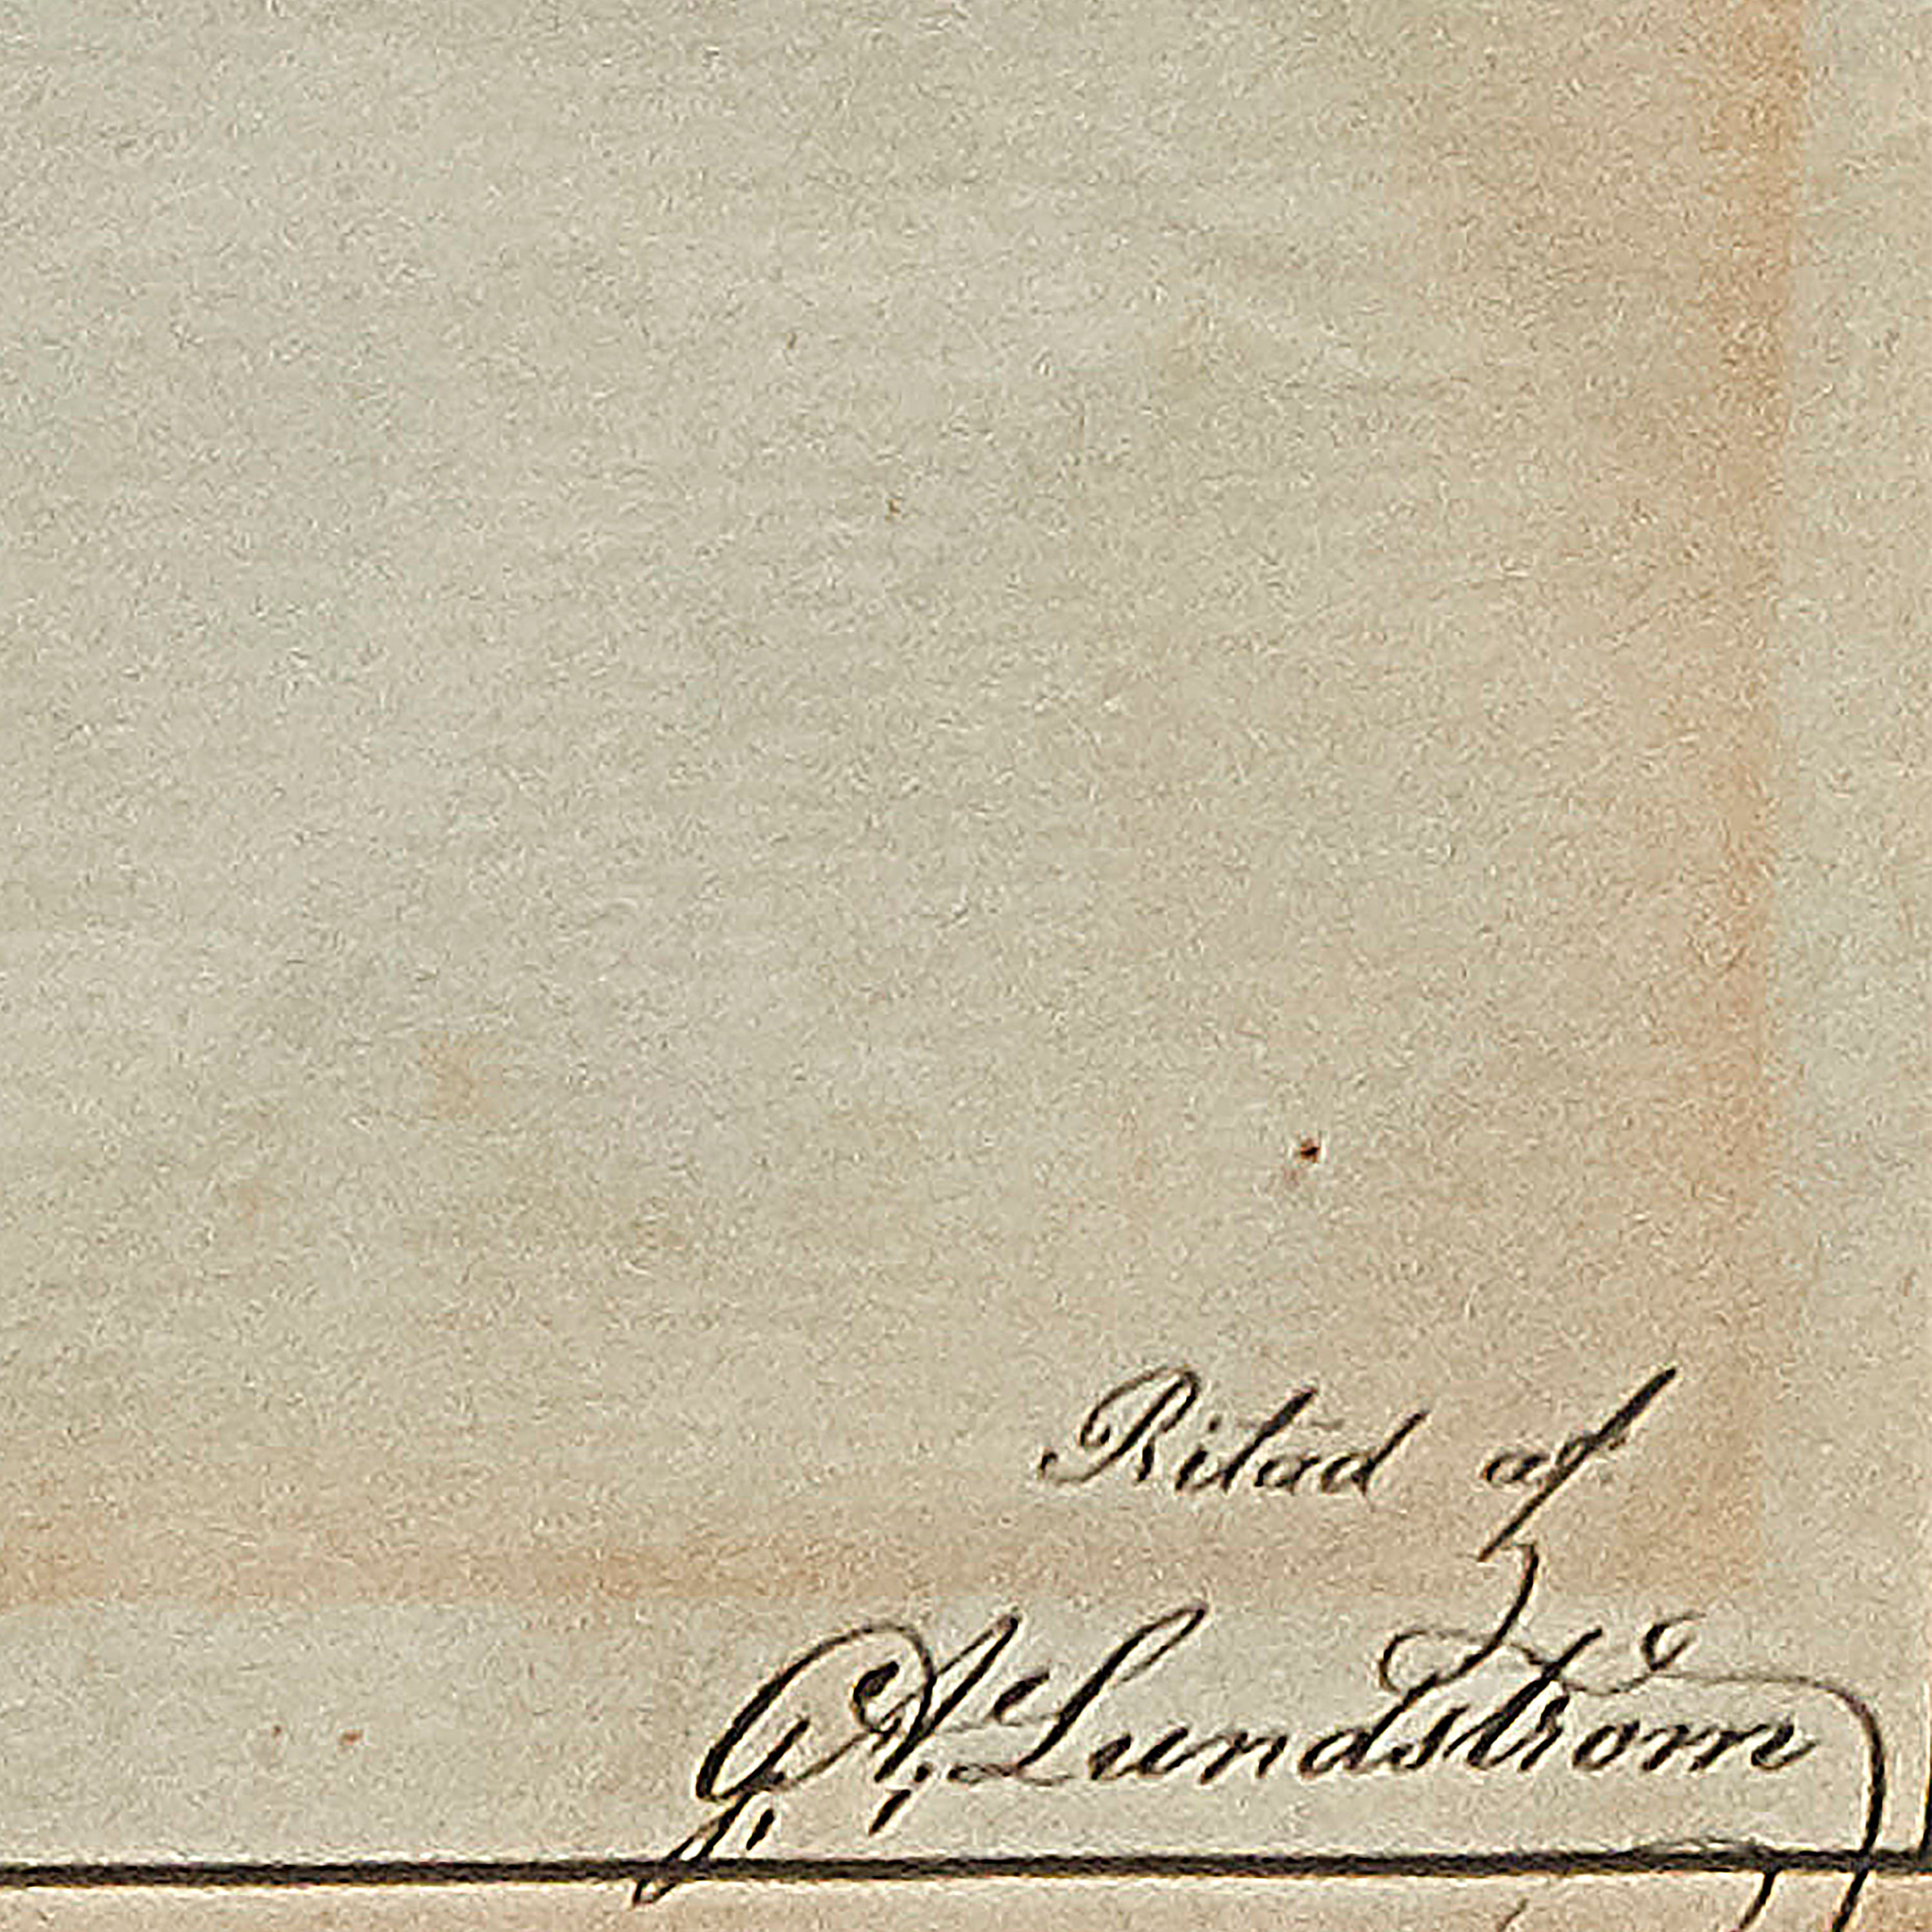 Ritad af
G. A. Lundström